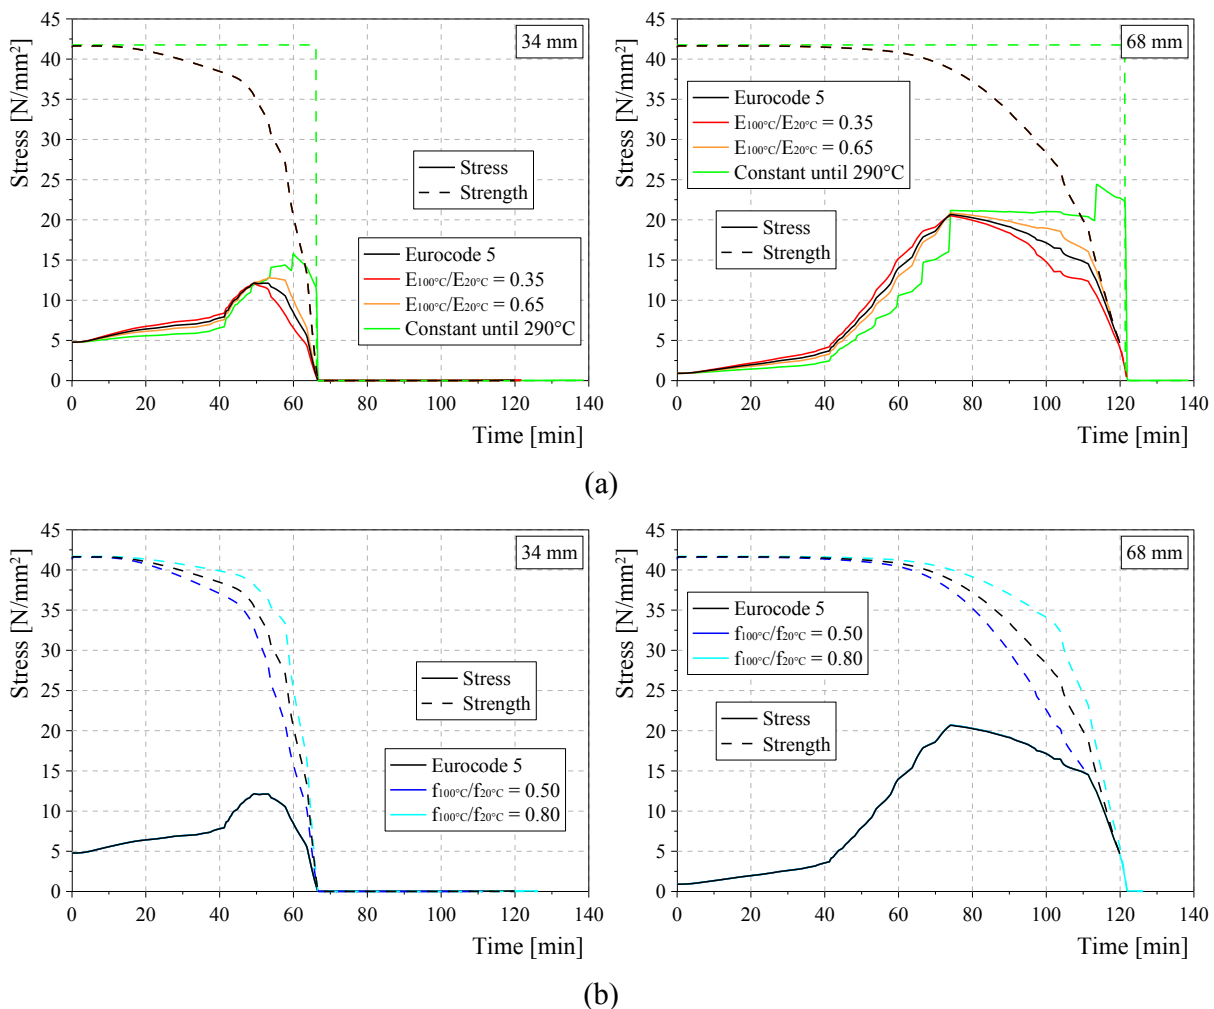 34 mm
Stress [N/mm²]
45
40
35
30
25
20
15
10
5
0
Stress
Strength
Eurocode 5
E100°C/E20°C = 0.35
E100°C/E20°C = 0.65
Constant until 290°C
0 20 40 60 80 100 120 140
Time [min]
68 mm
Stress [N/mm²]
45
40
35
30
25
20
15
10
5
0
Eurocode 5
E100°C/E20°C = 0.35
E100°C/E20°C = 0.65
Constant until 290°C
Stress
Strength
0 20 40 60 80 100 120 140
Time [min]
(a)
34 mm
Stress [N/mm²]
45
40
35
30
25
20
15
10
5
0
Stress
Strength
Eurocode 5
f100°C/f20°C = 0.50
f100°C/f20°C = 0.80
0 20 40 60 80 100 120 140
Time [min]
68 mm
Stress [N/mm²]
45
40
35
30
25
20
15
10
5
0
Eurocode 5
f100°C/f20°C = 0.50
f100°C/f20°C = 0.80
Stress
Strength
0 20 40 60 80 100 120 140
Time [min]
(b)